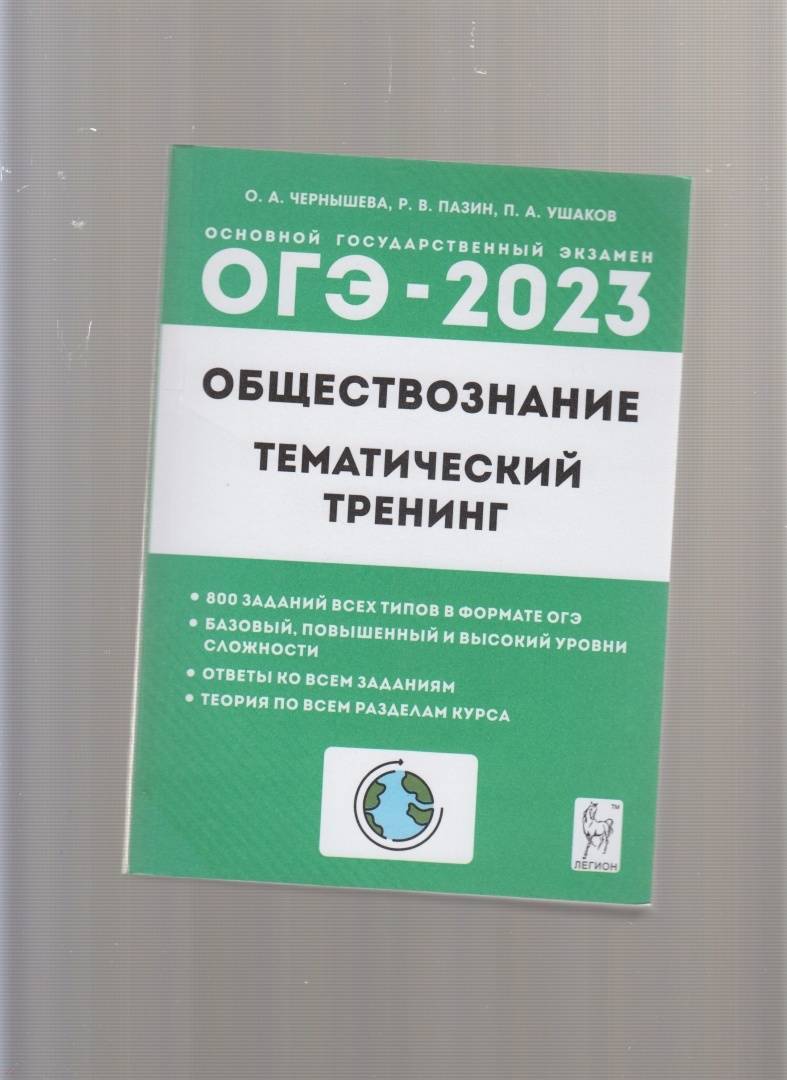 О. А. ЧЕРНЫШЕВА, Р. В. ПАЗИН, П. А. УШАКОВ
ОСНОВНОЙ ГОСУДАРСТВЕННЫЙ ЭКЗАМЕН
ОГЭ - 2023
ОБЩЕСТВОЗНАНИЕ
ТЕМАТИЧЕСКИЙ
ТРЕНИНГ
• 800 ЗАДАНИЙ ВСЕХ ТИПОВ В ФОРМАТЕ ОГЭ
• БАЗОВЫЙ, ПОВЫШЕННЫЙ И ВЫСОКИЙ УРОВНИ
СЛОЖНОСТИ
• ОТВЕТЫ КО ВСЕМ ЗАДАНИЯМ
• ТЕОРИЯ ПО ВСЕМ РАЗДЕЛАМ КУРСА
TM
ЛЕГИОН